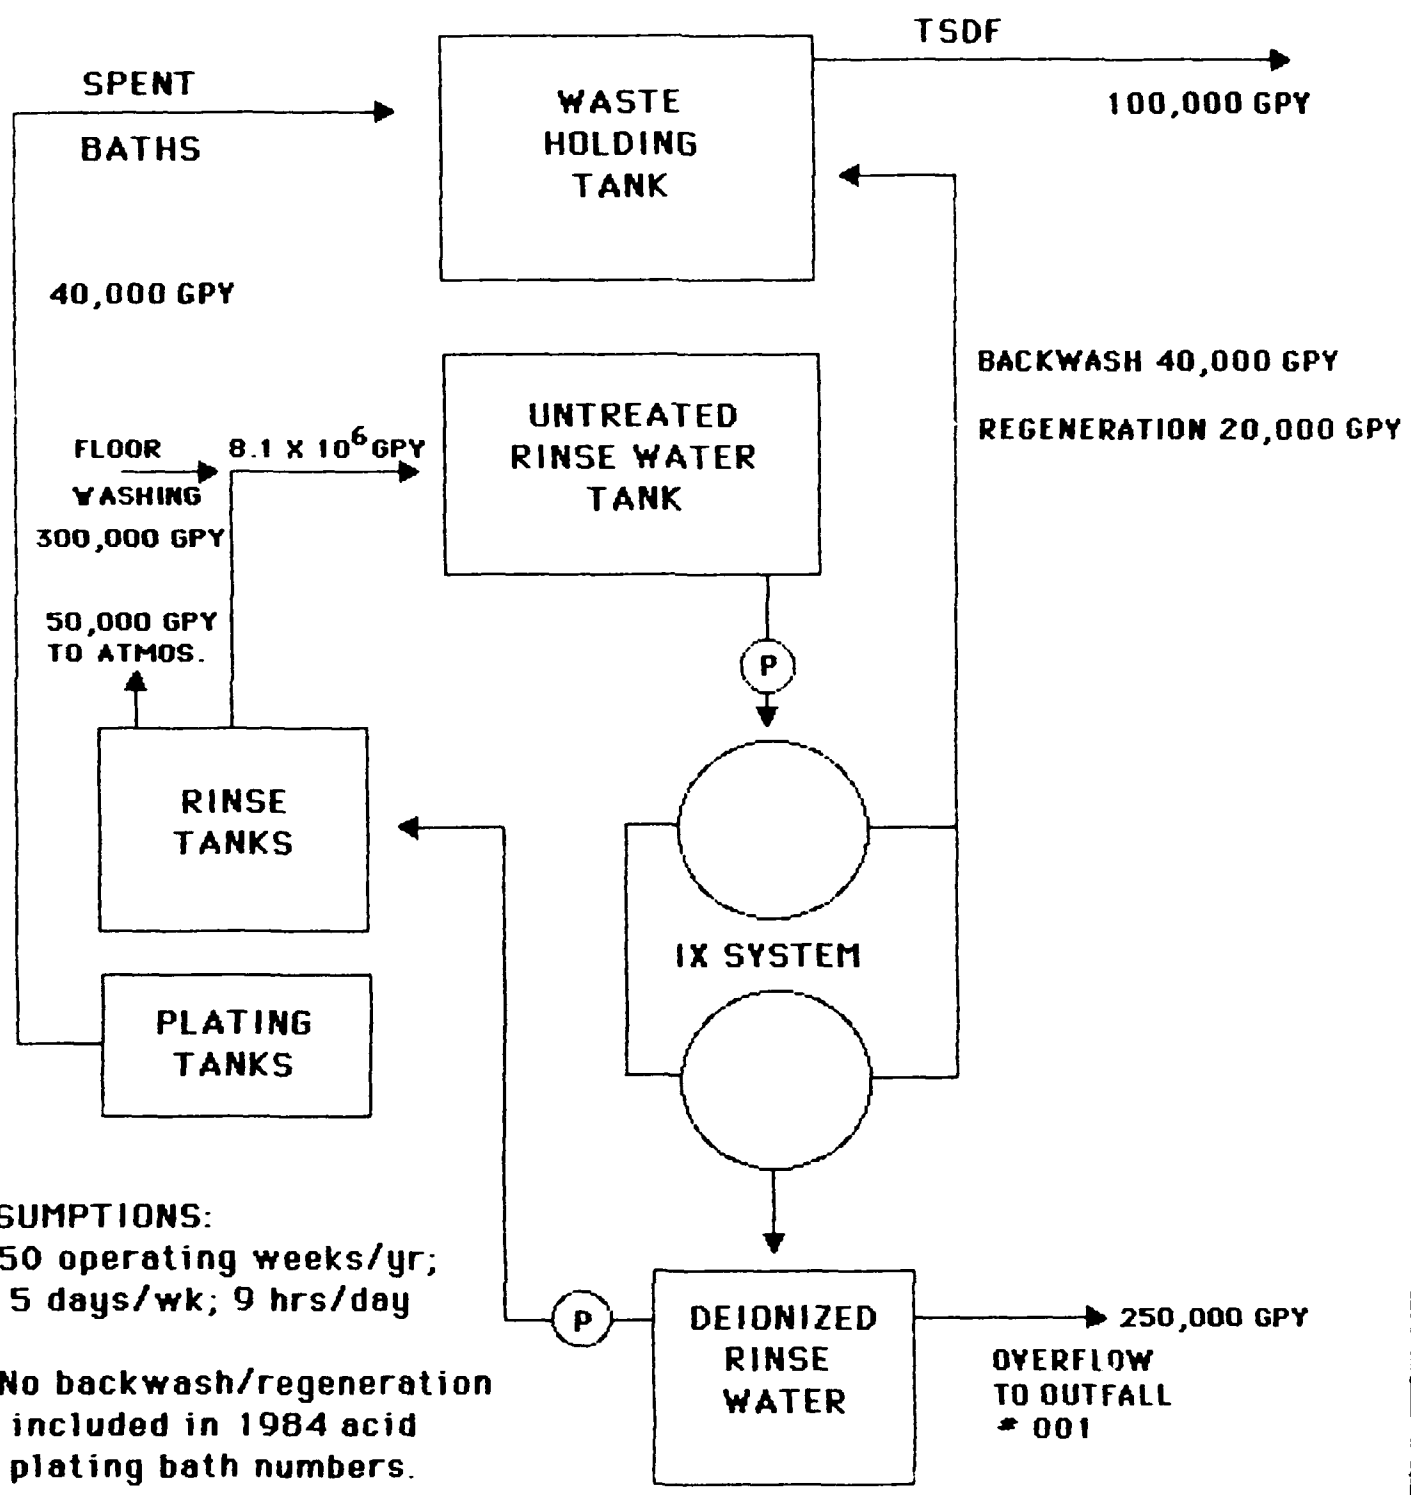 TSDF
100,000 GPY
SPENT
BATHS
WASTE
HOLDING
TANK
40,000 GPY
BACKWASH 40,000 GPY
REGENERATION 20,000 GPY
UNTREATED
RINSE WATER
TANK
FLOOR
WASHING
300,000 GPY
8.1 X 10⁶ GPY
50,000 GPY
TO ATMOS.
P
RINSE
TANKS
IX SYSTEM
PLATING
TANKS
SUMPTIONS:
50 operating weeks/yr;
5 days/wk; 9 hrs/day
No backwash/regeneration
included in 1984 acid
plating bath numbers.
P
DEIONIZED
RINSE
WATER
250,000 GPY
OVERFLOW
TO OUTFALL
# 001